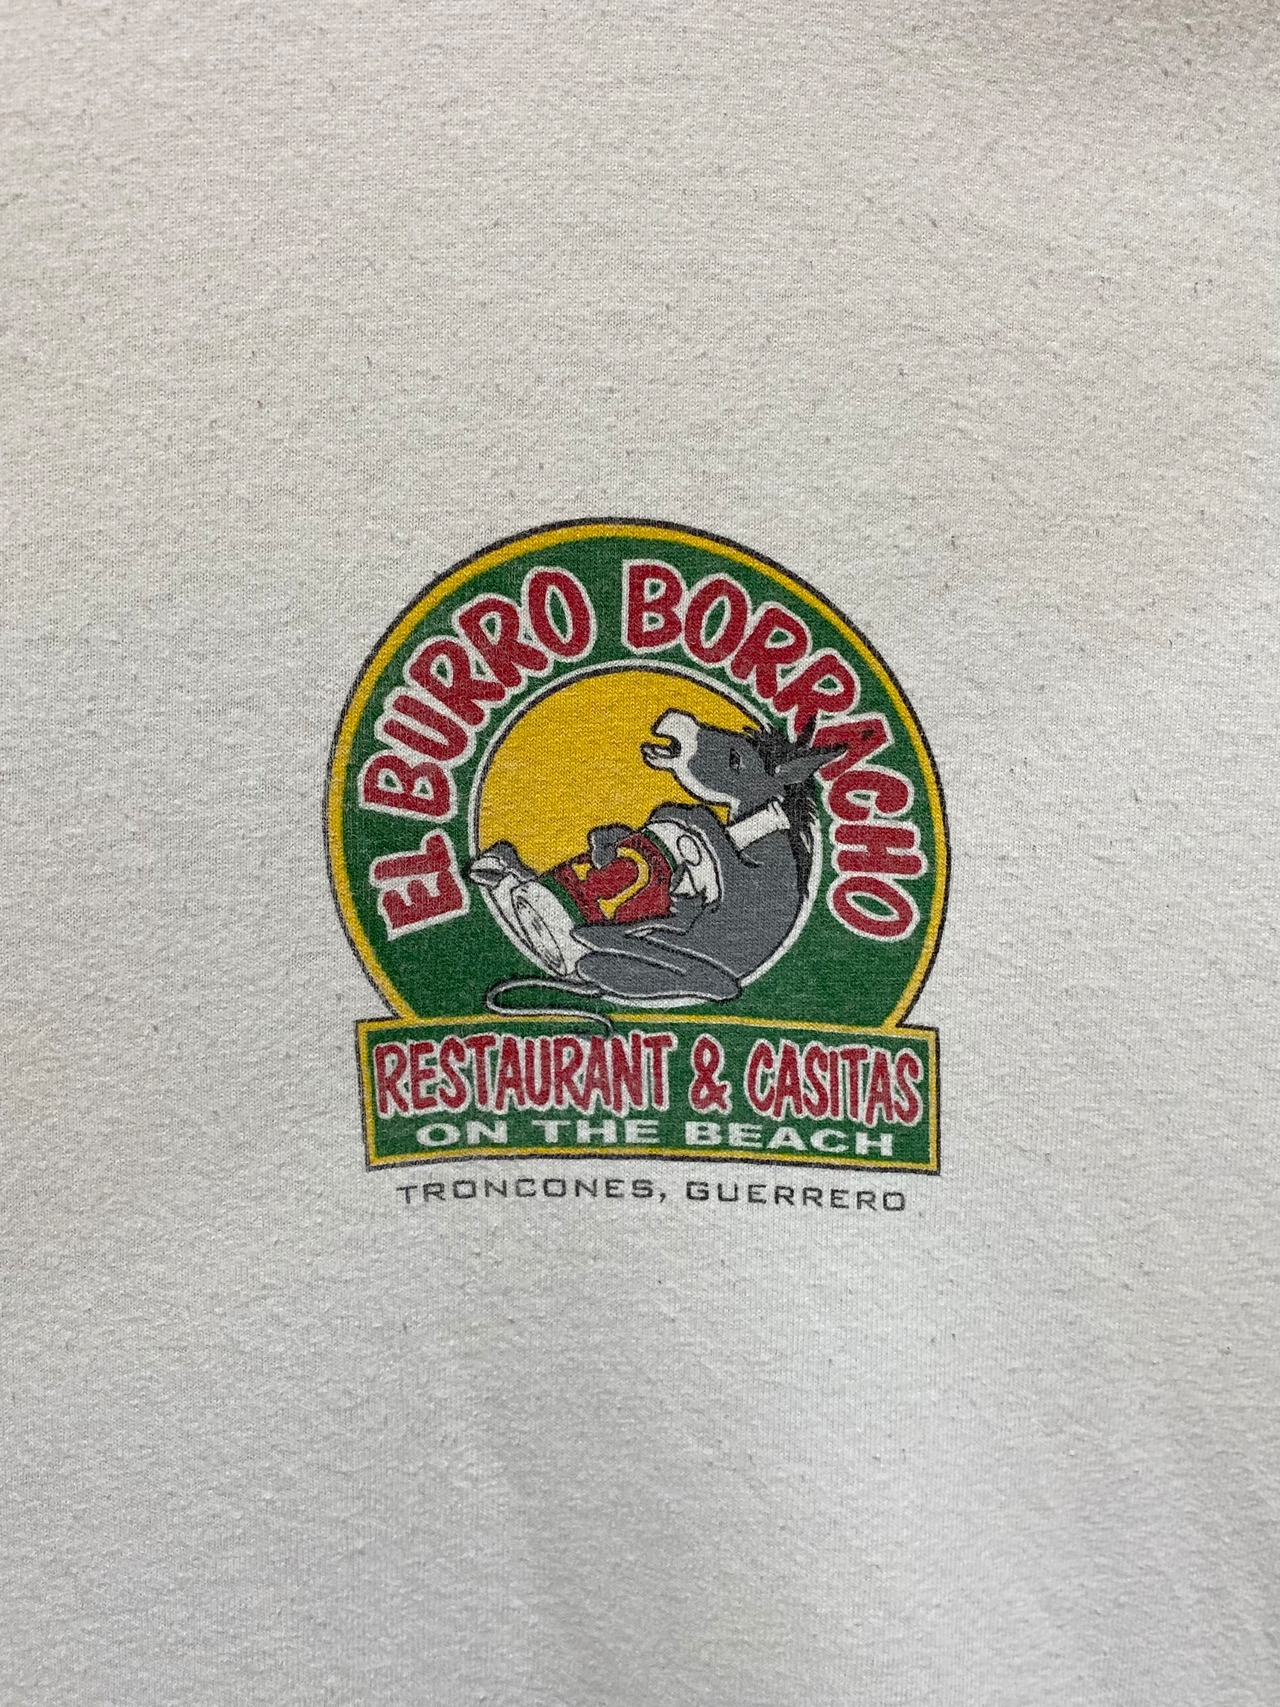 EL BURRO BORRACHO
RESTAURANT & CASITAS
ON THE BEACH
TRONCONES, GUERRERO